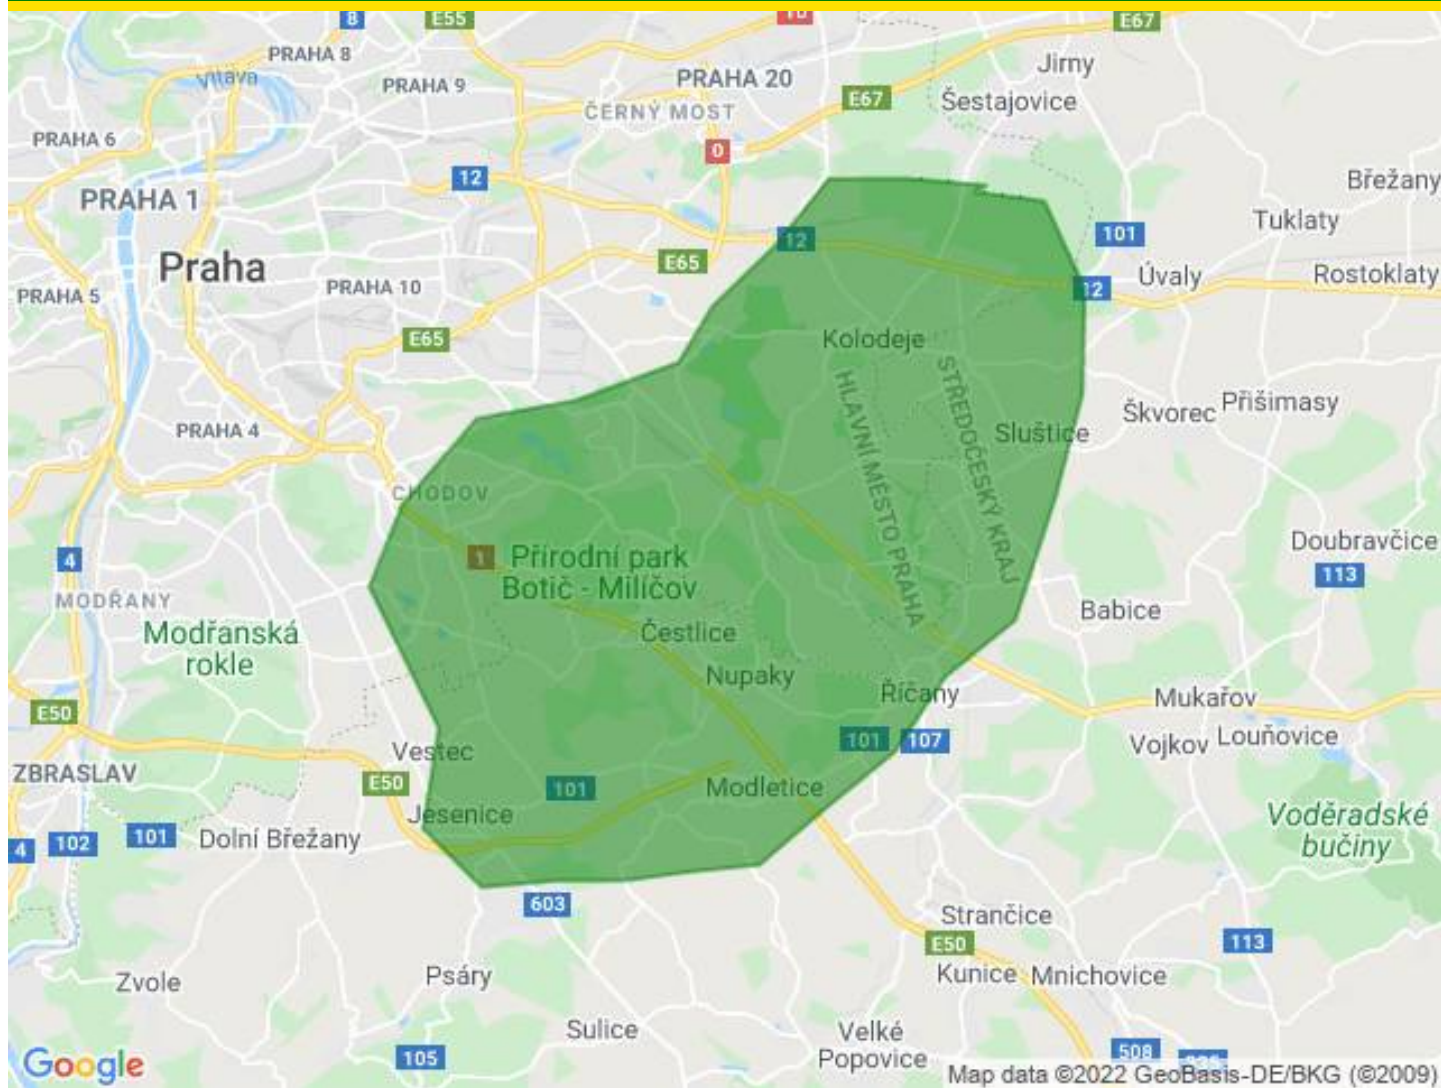 8
E55
10
E67
PRAHA 8
Vltava
PRAHA 9
PRAHA 20
Jirny
ČERNÝ MOST
E67
Šestajovice
PRAHA 6
0
12
Břežany
PRAHA 1
Tuklaty
12
101
Praha
E65
Úvaly
Rostoklaty
PRAHA 5
PRAHA 10
12
E65
Kolodeje
HLAVNÍ MĚSTO PRAHA
STŘEDOČESKÝ KRAJ
PRAHA 4
Sluštice
Škvorec
Přišimasy
CHODOV
4
1
Přírodní park
Botič - Milíčov
Doubravčice
113
MODŘANY
Babice
Modřanská
rokle
Čestlice
Nupaky
Říčany
Mukařov
E50
101
107
Vojkov
Louňovice
Vestec
ZBRASLAV
E50
101
Modletice
Jesenice
Voděradské
bučiny
4
102
101
Dolní Břežany
603
Strančice
E50
113
Zvole
Psáry
Kunice
Mnichovice
Sulice
Velké
Popovice
105
508
Google
Map data ©2022 GeoBasis-DE/BKG (©2009)